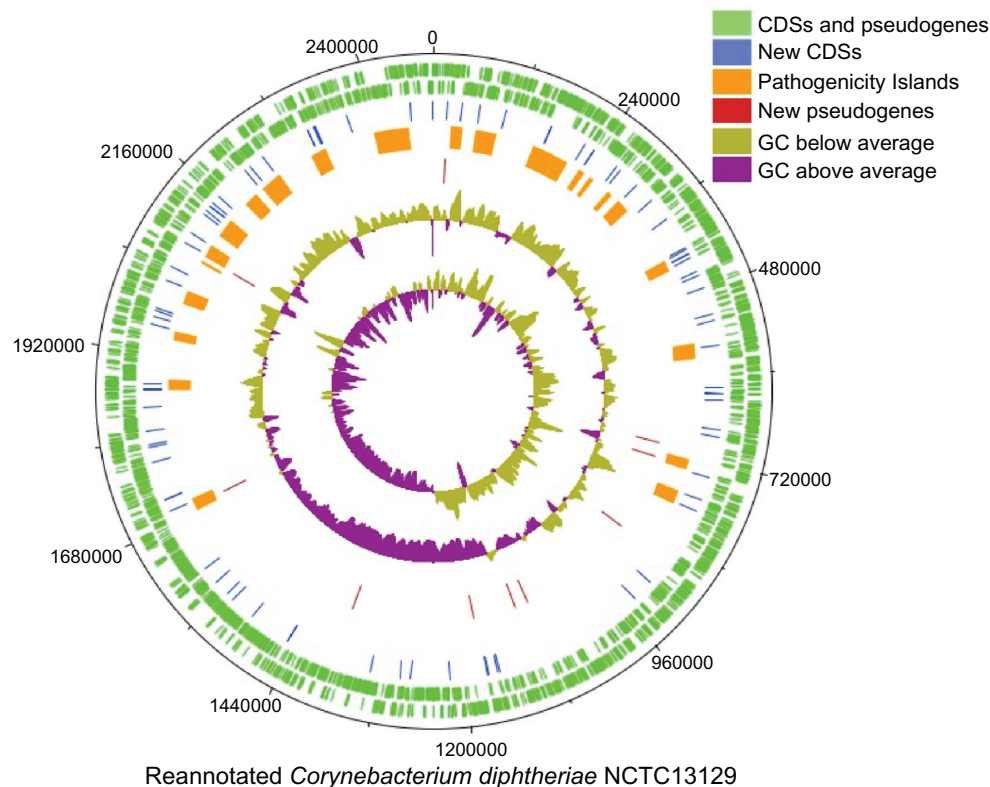 0
240000
480000
720000
960000
1200000
1440000
1680000
1920000
2160000
2400000
CDSs and pseudogenes
New CDSs
Pathogenicity Islands
New pseudogenes
GC below average
GC above average
Reannotated Corynebacterium diphtheriae NCTC13129